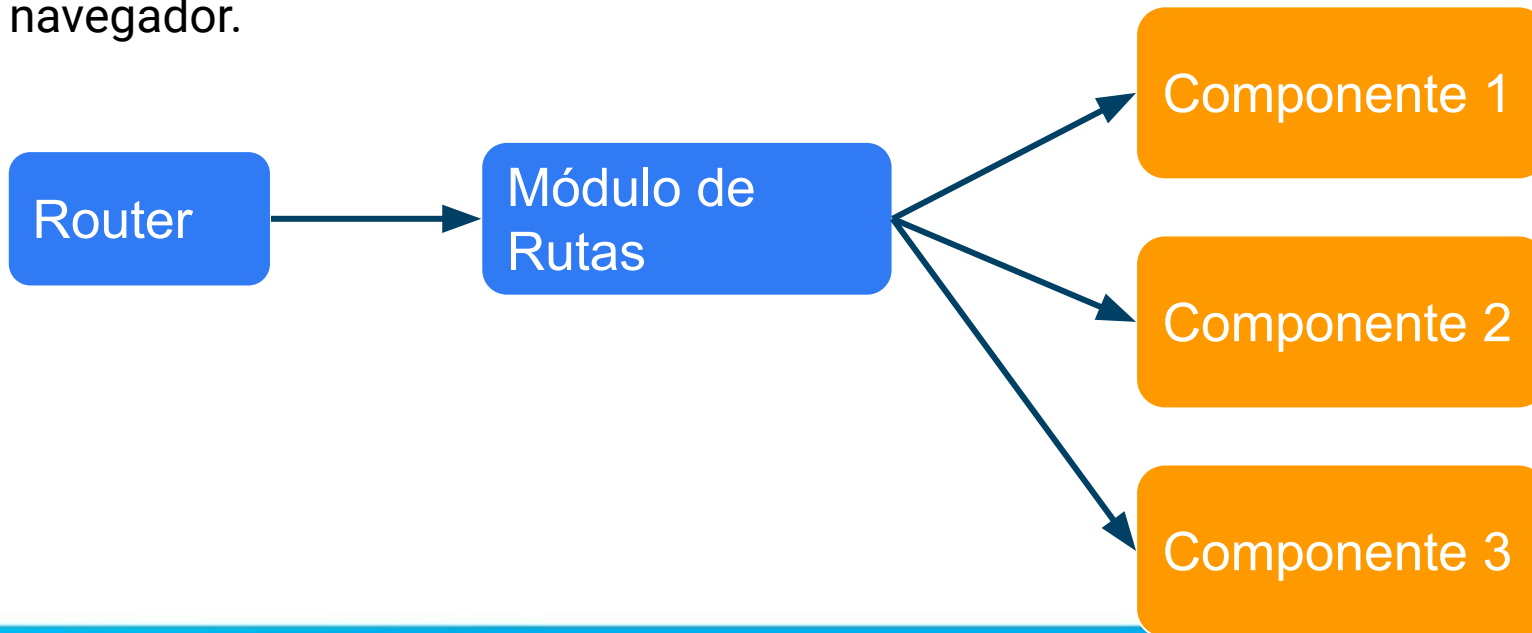 navegador.
Router
Módulo de
Rutas
Componente 1
Componente 2
Componente 3